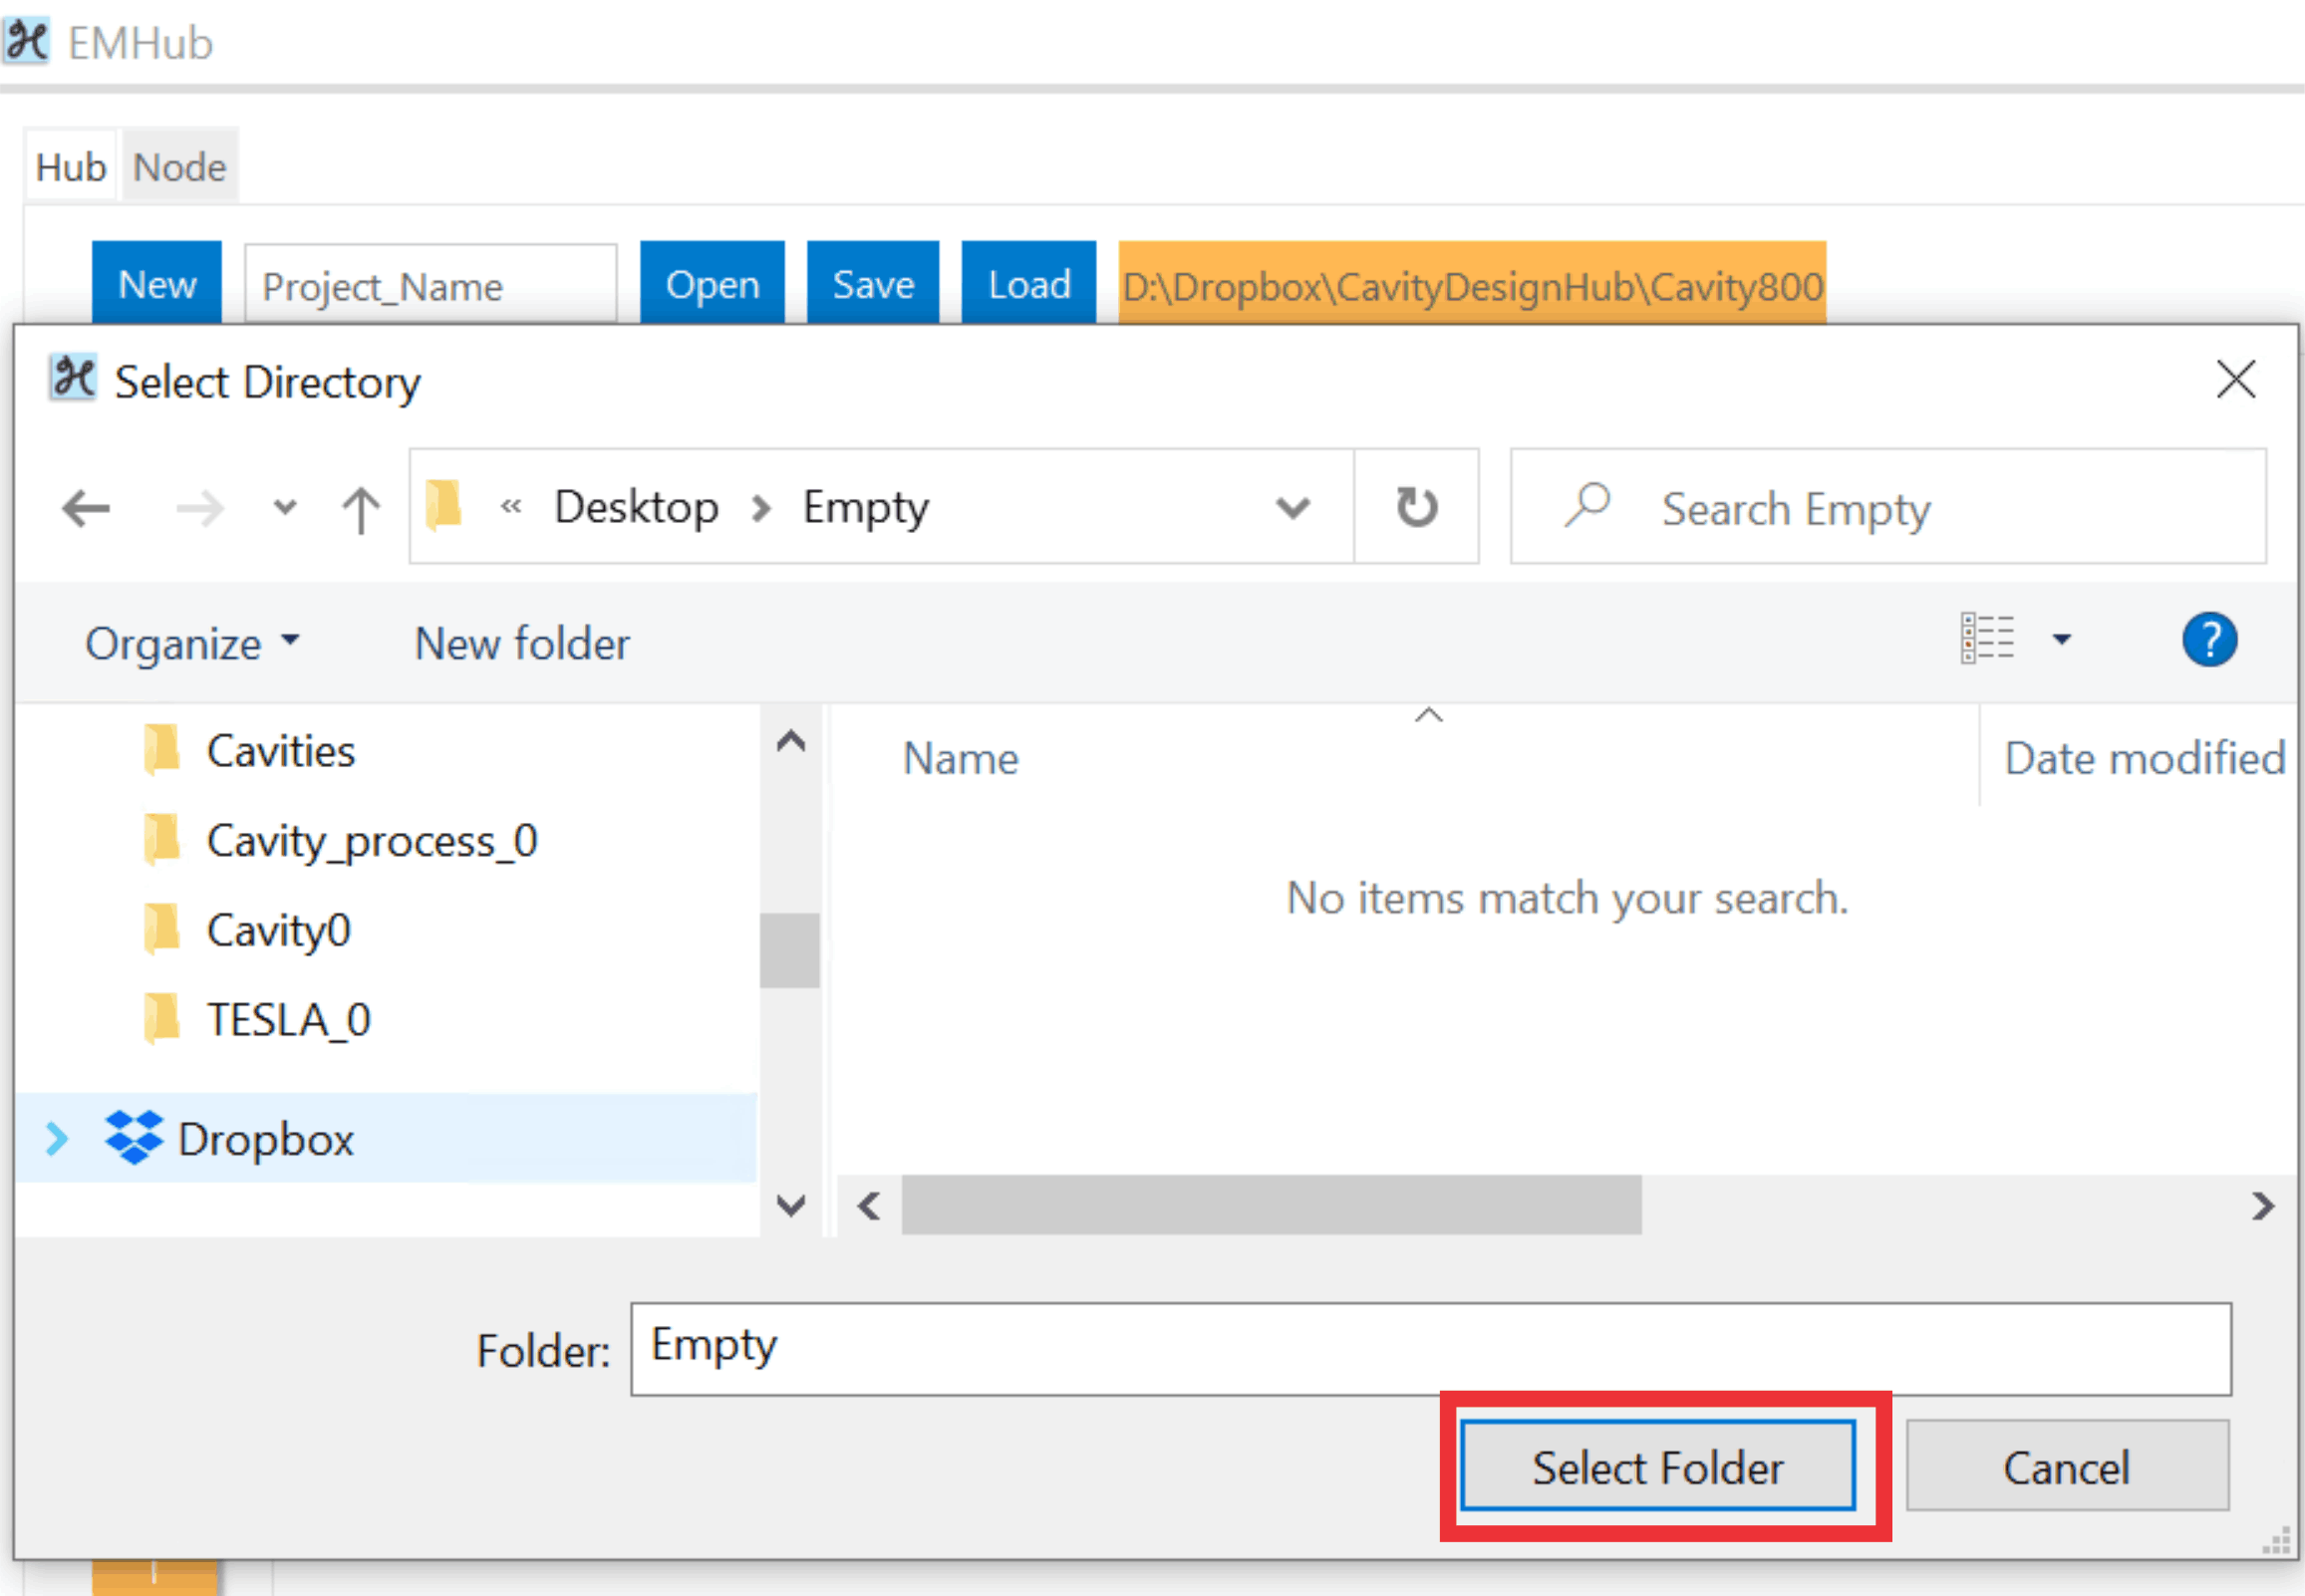 EMHub
Hub Node
New Project_Name Open Save Load D:\Dropbox\CavityDesignHub\Cavity800
Select Directory
« Desktop > Empty Search Empty
Organize New folder ?
Name Date modified
Cavities
Cavity_process_0
No items match your search.
Cavity0
TESLA_0
Dropbox
Folder: Empty
Select Folder Cancel